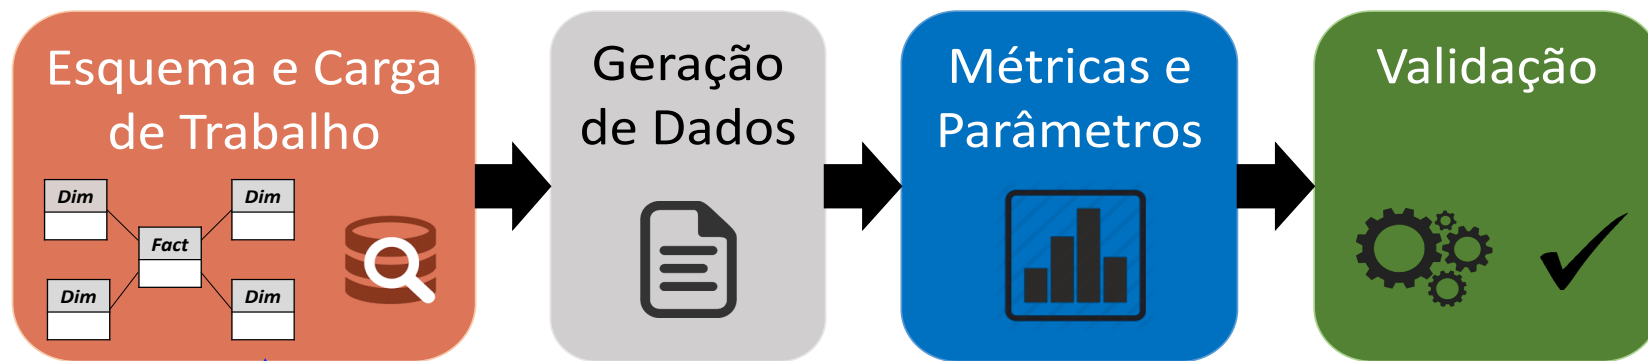 Esquema e Carga
de Trabalho
Dim
Dim
Fact
Dim
Dim
Geração
de Dados
Métricas e
Parâmetros
Validação